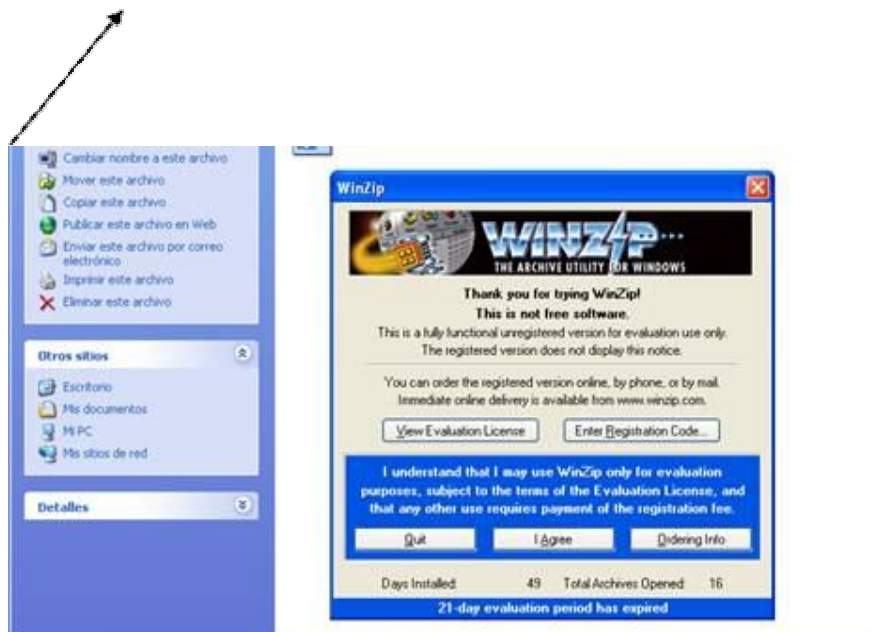 Cambiar nombre a este archivo
Mover este archivo
Copiar este archivo
Publicar este archivo en Web
Enviar este archivo por correo
electrónico
Imprimir este archivo
Eliminar este archivo
Otros sitios
Escritorio
Mis documentos
Mi PC
Mis sitios de red
Detalles
WinZip
WINZIP...
THE ARCHIVE UTILITY FOR WINDOWS
Thank you for trying WinZip!
This is not free software.
This is a fully functional unregistered version for evaluation use only.
The registered version does not display this notice.
You can order the registered version online, by phone, or by mail.
Immediate online delivery is available from www.winzip.com.
View Evaluation License Enter Registration Code...
I understand that I may use WinZip only for evaluation
purposes, subject to the terms of the Evaluation License, and
that any other use requires payment of the registration fee.
Quit I Agree Ordering Info
Days Installed: 49 Total Archives Opened: 16
21-day evaluation period has expired